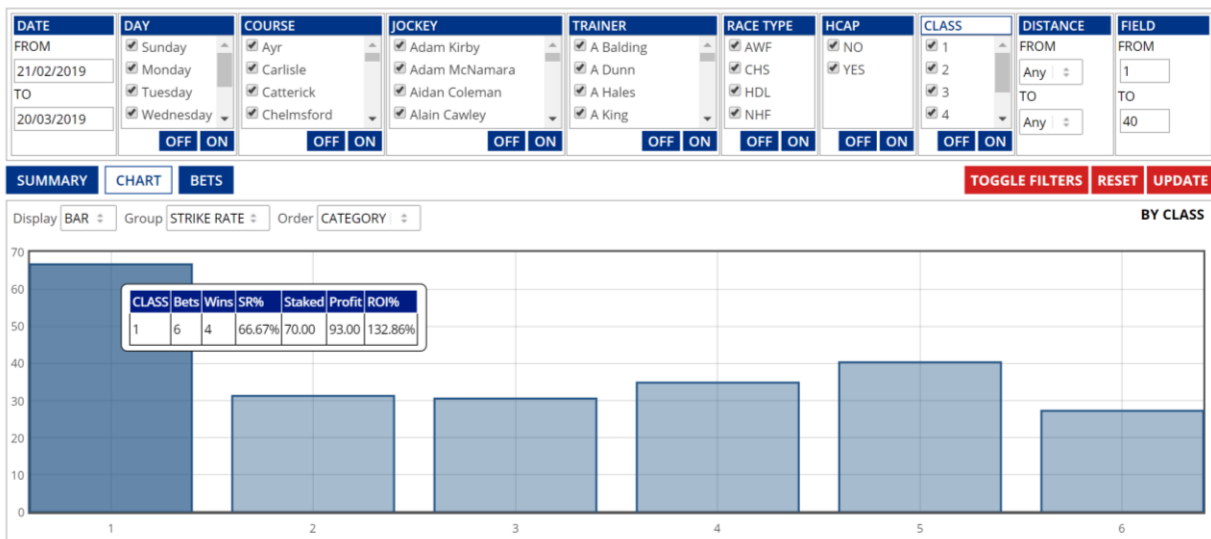 DATE DAY COURSE JOCKEY TRAINER RACE TYPE HCAP CLASS DISTANCE FIELD
FROM Sunday Ayr Adam Kirby A Balding AWF NO 1 FROM FROM
21/02/2019 Monday Carlisle Adam McNamara A Dunn CHS YES 2 Any 1
TO Tuesday Catterick Aidan Coleman A Hales HDL 3 TO TO
20/03/2019 Wednesday Chelmsford Alain Cawley A King NHF 4 Any 40
OFF ON OFF ON OFF ON OFF ON OFF ON OFF ON OFF ON
SUMMARY CHART BETS TOGGLE FILTERS RESET UPDATE
Display BAR Group STRIKE RATE Order CATEGORY BY CLASS
70
60
CLASS Bets Wins SR% Staked Profit ROI%
1 6 4 66.67% 70.00 93.00 132.86%
50
40
30
20
10
0
1 2 3 4 5 6